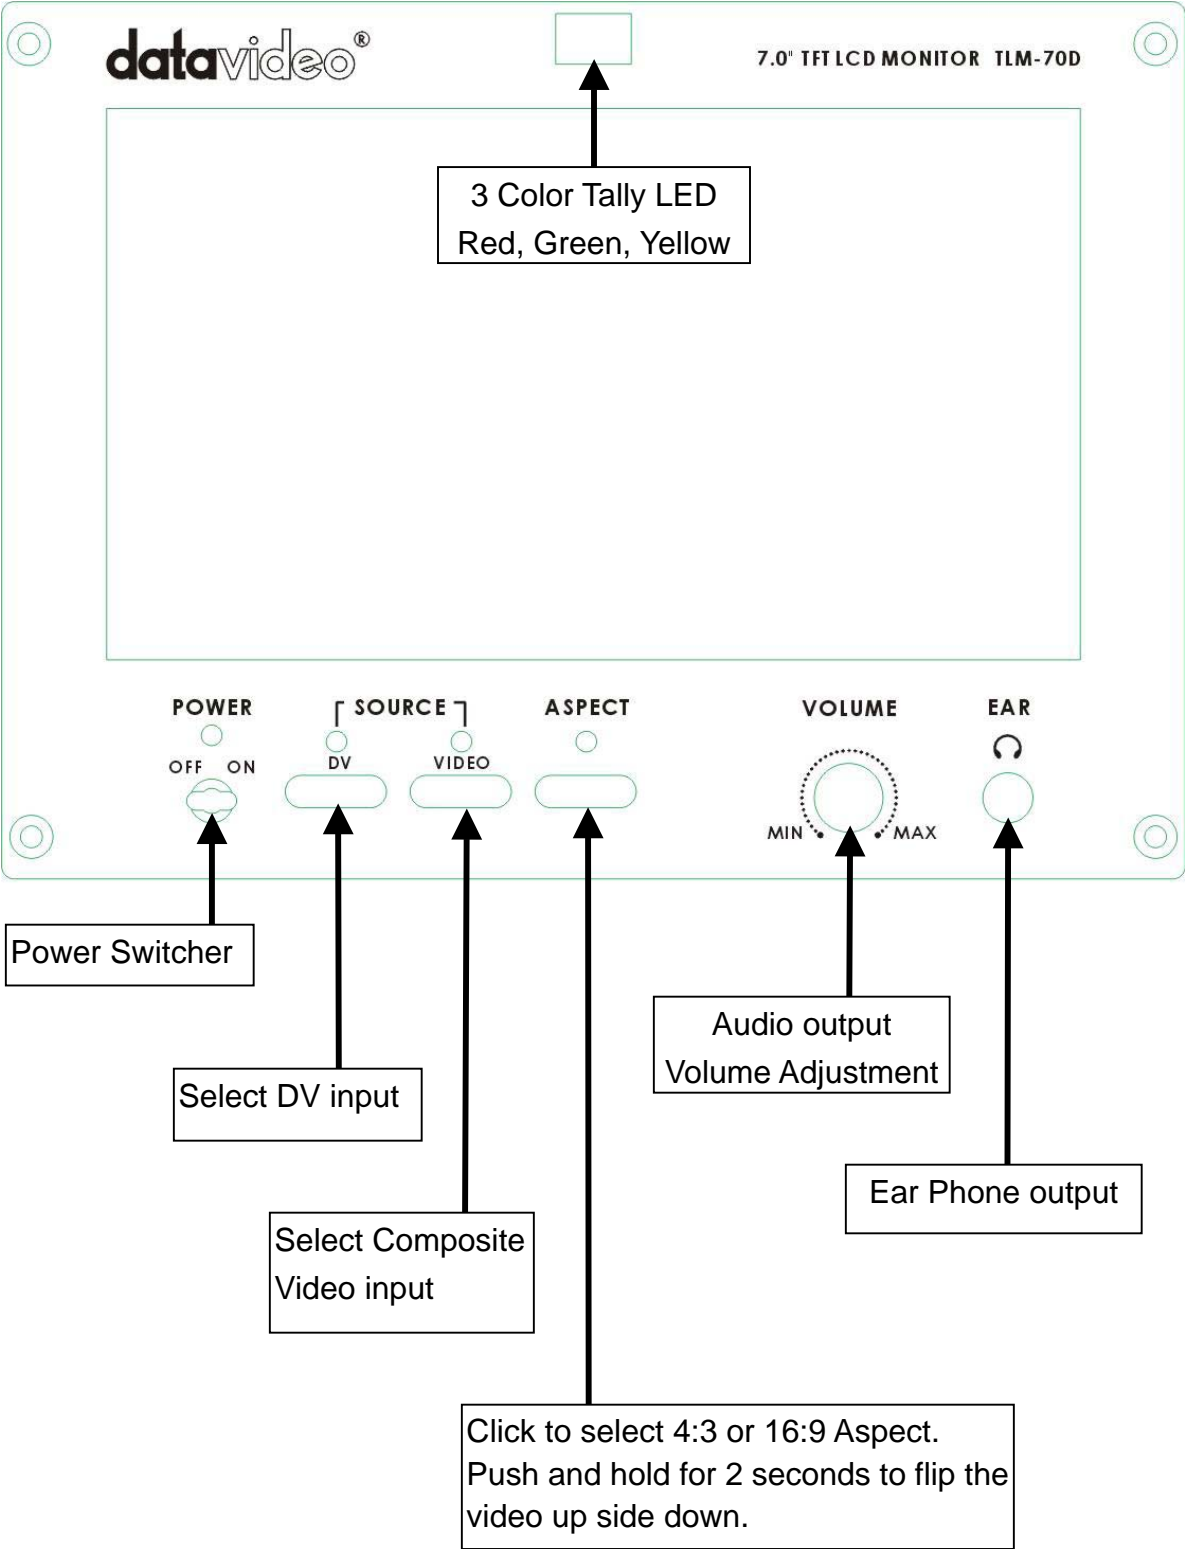 datavideo®
7.0" TFT LCD MONITOR TLM-70D
3 Color Tally LED
Red, Green, Yellow
POWER
SOURCE
ASPECT
VOLUME
EAR
OFF ON
DV
VIDEO
MIN
MAX
Power Switcher
Audio output
Volume Adjustment
Select DV input
Ear Phone output
Select Composite
Video input
Click to select 4:3 or 16:9 Aspect.
Push and hold for 2 seconds to flip the
video up side down.